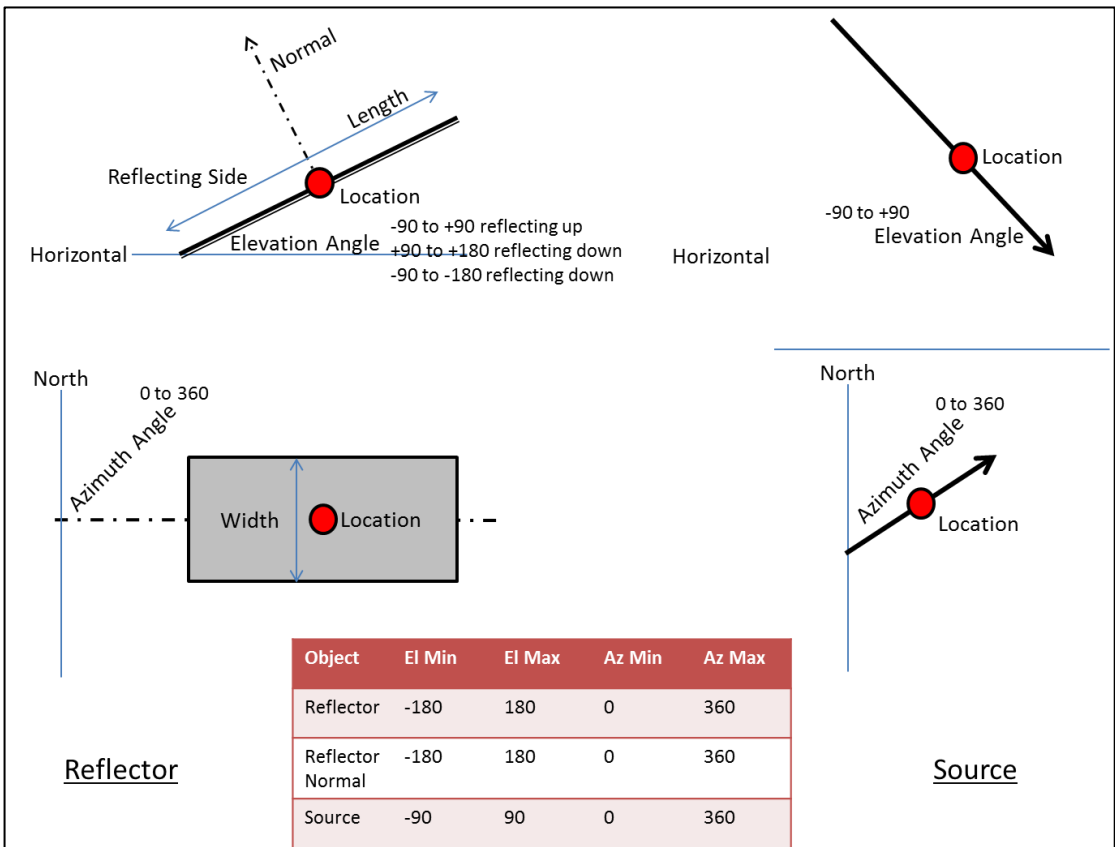 Normal
Length
Reflecting Side
Location
-90 to +90 reflecting up
Elevation Angle
+90 to +180 reflecting down
Horizontal
-90 to -180 reflecting down
Location
-90 to +90
Elevation Angle
Horizontal
North
0 to 360
Azimuth Angle
Width
Location
North
0 to 360
Azimuth Angle
Location
Object El Min El Max Az Min Az Max
Reflector -180 180 0 360
Reflector Normal -180 180 0 360
Source -90 90 0 360
Reflector
Source